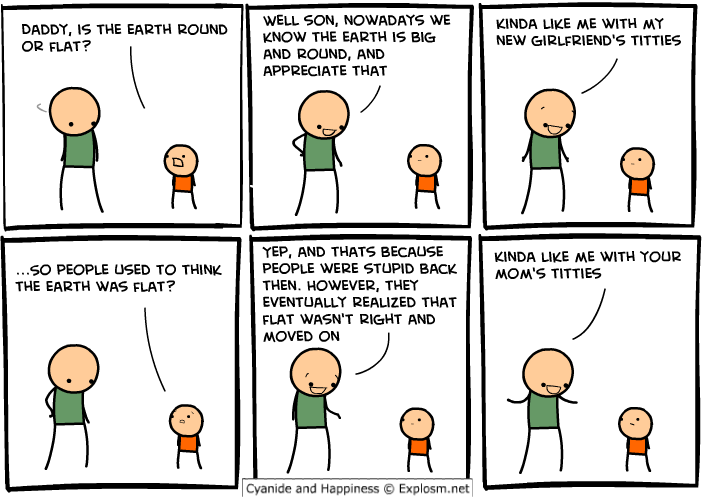 DADDY, IS THE EARTH ROUND
OR FLAT?
WELL SON, NOWADAYS WE
KNOW THE EARTH IS BIG
AND ROUND, AND
APPRECIATE THAT
KINDA LIKE ME WITH MY
NEW GIRLFRIEND'S TITTIES
...SO PEOPLE USED TO THINK
THE EARTH WAS FLAT?
YEP, AND THATS BECAUSE
PEOPLE WERE STUPID BACK
THEN. HOWEVER, THEY
EVENTUALLY REALIZED THAT
FLAT WASN'T RIGHT AND
MOVED ON
KINDA LIKE ME WITH YOUR
MOM'S TITTIES
Cyanide and Happiness © Explosm.net